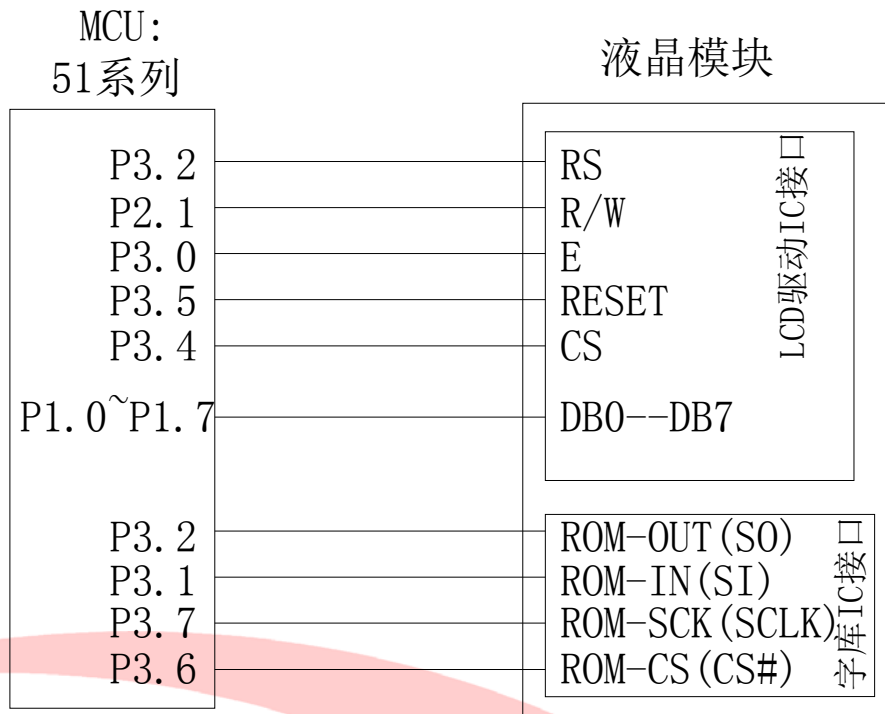 MCU:
51系列
液晶模块
P3.2 RS
P2.1 R/W
P3.0 E
P3.5 RESET
P3.4 CS
P1.0~P1.7 DB0--DB7
LCD驱动IC接口
P3.2 ROM-OUT(SO)
P3.1 ROM-IN(SI)
P3.7 ROM-SCK(SCLK)
P3.6 ROM-CS(CS#)
字库IC接口